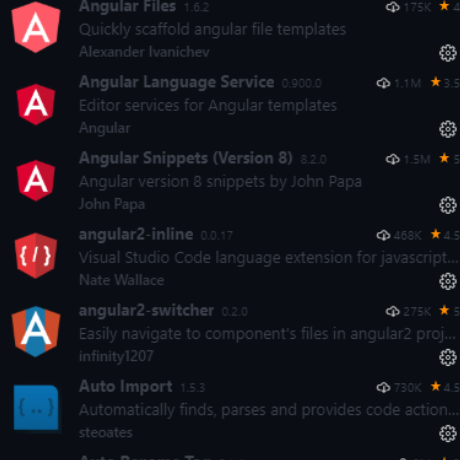 Angular Files 1.6.2 175K 4
Quickly scaffold angular file templates
Alexander Ivanichev
Angular Language Service 0.900.0 1.1M 3.5
Editor services for Angular templates
Angular
Angular Snippets (Version 8) 8.2.0 1.5M 5
Angular version 8 snippets by John Papa
John Papa
angular2-inline 0.0.17 468K 4.5
Visual Studio Code language extension for javascript...
Nate Wallace
angular2-switcher 0.2.0 275K 5
Easily navigate to component's files in angular2 proj...
infinity1207
Auto Import 1.5.3 730K 4.5
Automatically finds, parses and provides code action...
steoates
Auto Rename Tag